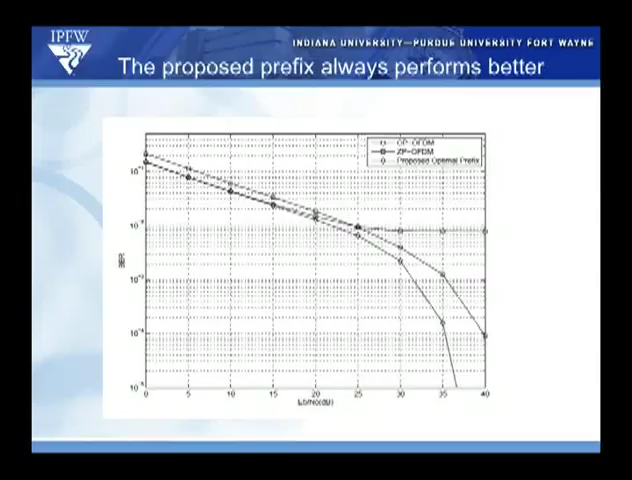 IPFW
INDIANA UNIVERSITY—PURDUE UNIVERSITY FORT WAYNE
The proposed prefix always performs better
CP-OFDM
ZP-OFDM
Proposed Optimal Prefix
BER
0 5 10 15 20 25 30 35 40
Eb/No(dB)